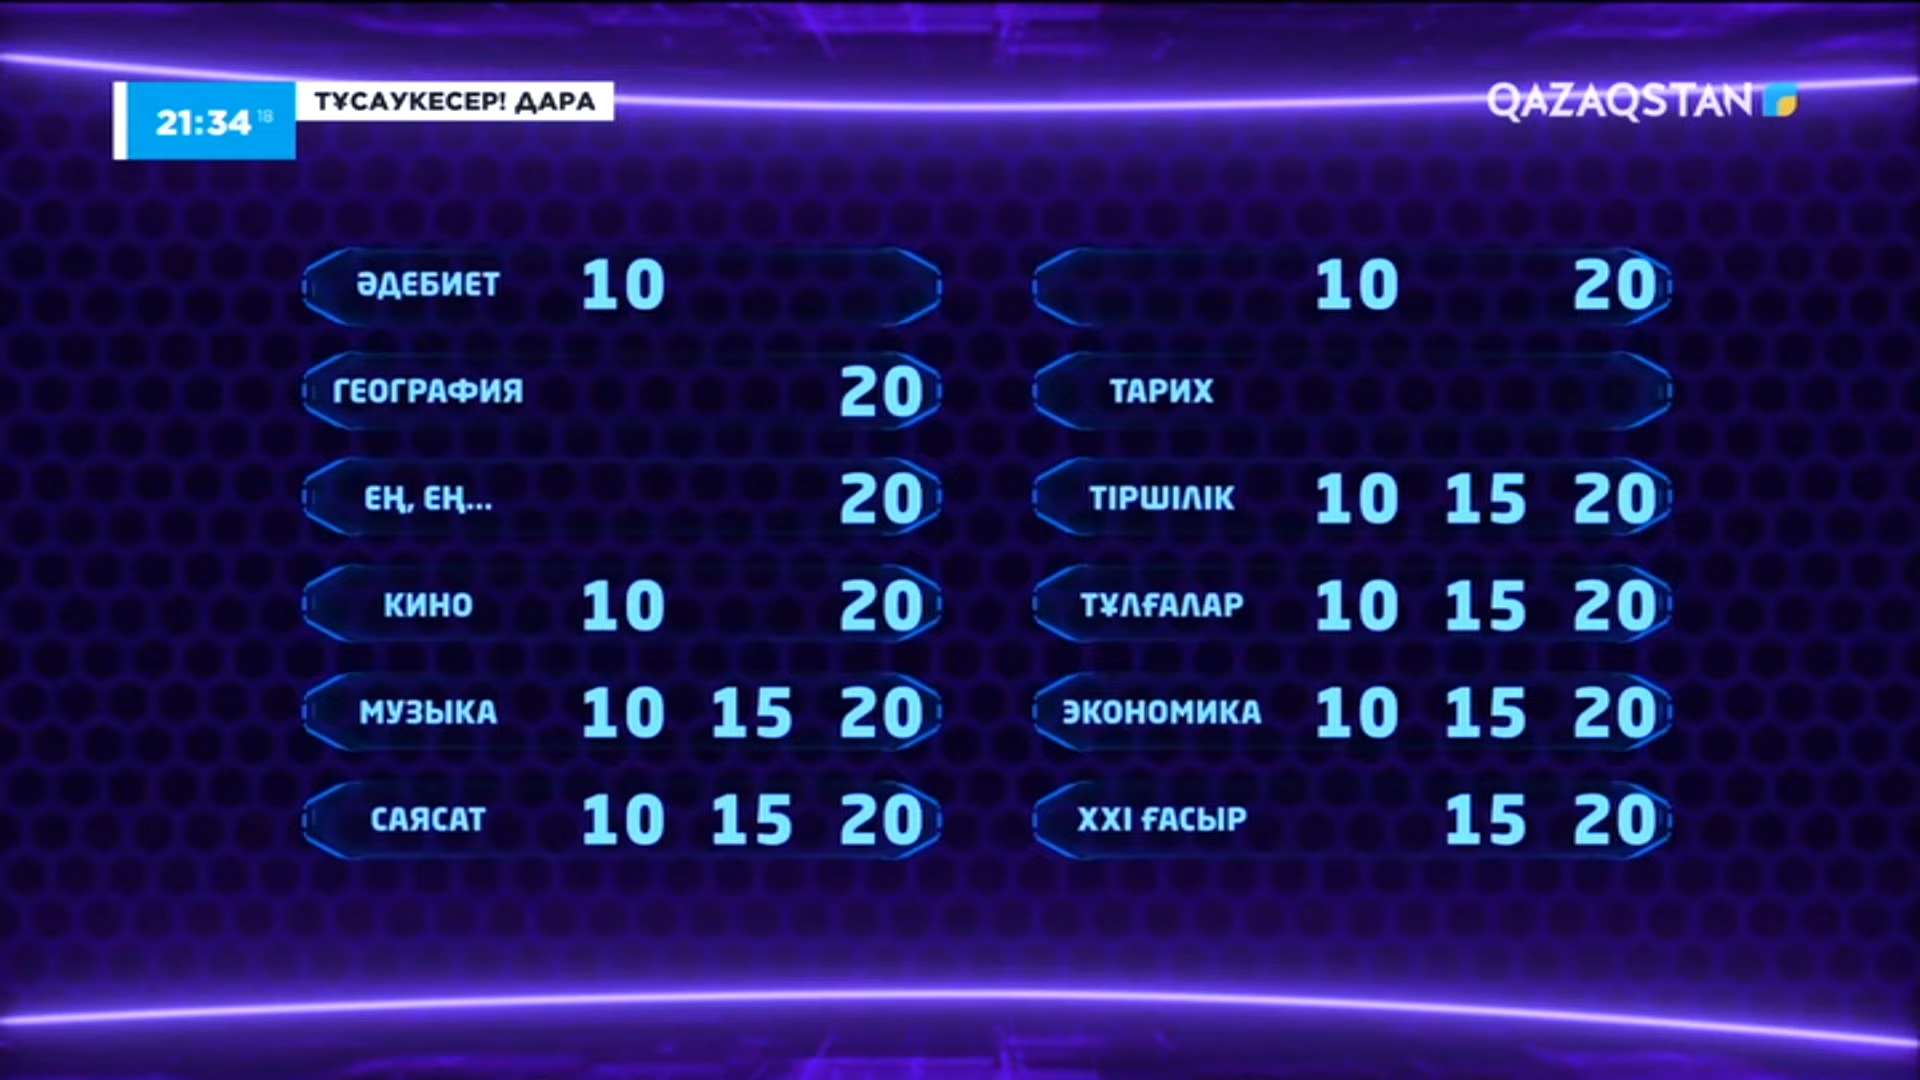 21:34 18
ТҰСАУКЕСЕР! ДАРА
QAZAQSTAN
ӘДЕБИЕТ 10
ГЕОГРАФИЯ 20
ЕҢ, ЕҢ... 20
КИНО 10 20
МУЗЫКА 10 15 20
САЯСАТ 10 15 20
10 20
ТАРИХ
ТІРШІЛІК 10 15 20
ТҰЛҒАЛАР 10 15 20
ЭКОНОМИКА 10 15 20
XXI ҒАСЫР 15 20